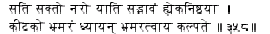 सति सक्तो नरो याति सद्भावं ह्येकनिष्ठया ।
कीटको भ्रमरं ध्यायन् भ्रमरत्वाय कल्पते ॥ ३५८॥